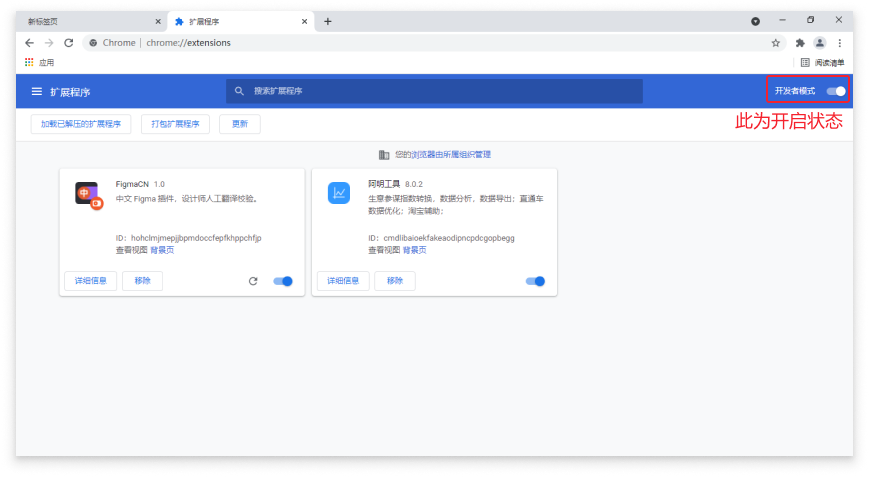 新标签页
扩展程序
Chrome | chrome://extensions
应用
阅读清单
扩展程序
搜索扩展程序
开发者模式
此为开启状态
加载已解压的扩展程序
打包扩展程序
更新
您的浏览器由所属组织管理
FigmaCN 1.0
中文 Figma 插件，设计师人工翻译校验。
ID：hohclmjmepjjbpmdoccfepfkhppchfjp
查看视图 背景页
详细信息
移除
阿明工具 8.0.2
生意参谋指数转换，数据分析，数据导出；直通车
数据优化；淘宝辅助；
ID：cmdlibaioekfakeaodipncpdcgopbegg
查看视图 背景页
详细信息
移除